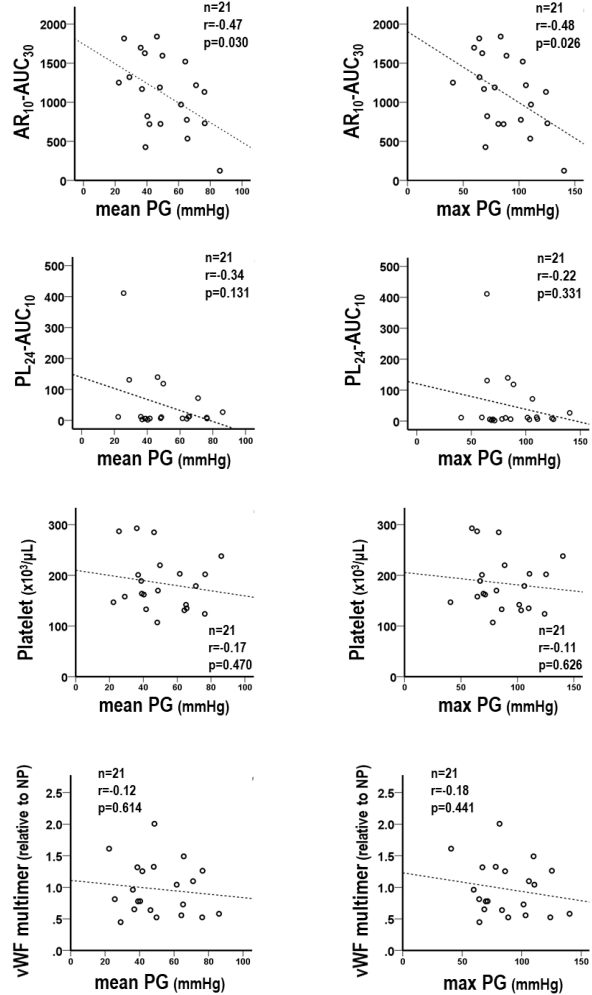 n=21
r=-0.47
p=0.030
2000
1500
1000
500
0
AR10-AUC30
0 20 40 60 80 100
mean PG (mmHg)
n=21
r=-0.48
p=0.026
2000
1500
1000
500
0
AR10-AUC30
0 50 100 150
max PG (mmHg)
n=21
r=-0.34
p=0.131
500
400
300
200
100
0
PL24-AUC10
0 20 40 60 80 100
mean PG (mmHg)
n=21
r=-0.22
p=0.331
500
400
300
200
100
0
PL24-AUC10
0 50 100 150
max PG (mmHg)
300
200
100
0
Platelet (x10³/μL)
n=21
r=-0.17
p=0.470
0 20 40 60 80 100
mean PG (mmHg)
300
200
100
0
Platelet (x10³/μL)
n=21
r=-0.11
p=0.626
0 50 100 150
max PG (mmHg)
n=21
r=-0.12
p=0.614
2.5
2.0
1.5
1.0
.5
.0
vWF multimer (relative to NP)
0 20 40 60 80 100
mean PG (mmHg)
n=21
r=-0.18
p=0.441
2.5
2.0
1.5
1.0
.5
.0
vWF multimer (relative to NP)
0 50 100 150
max PG (mmHg)